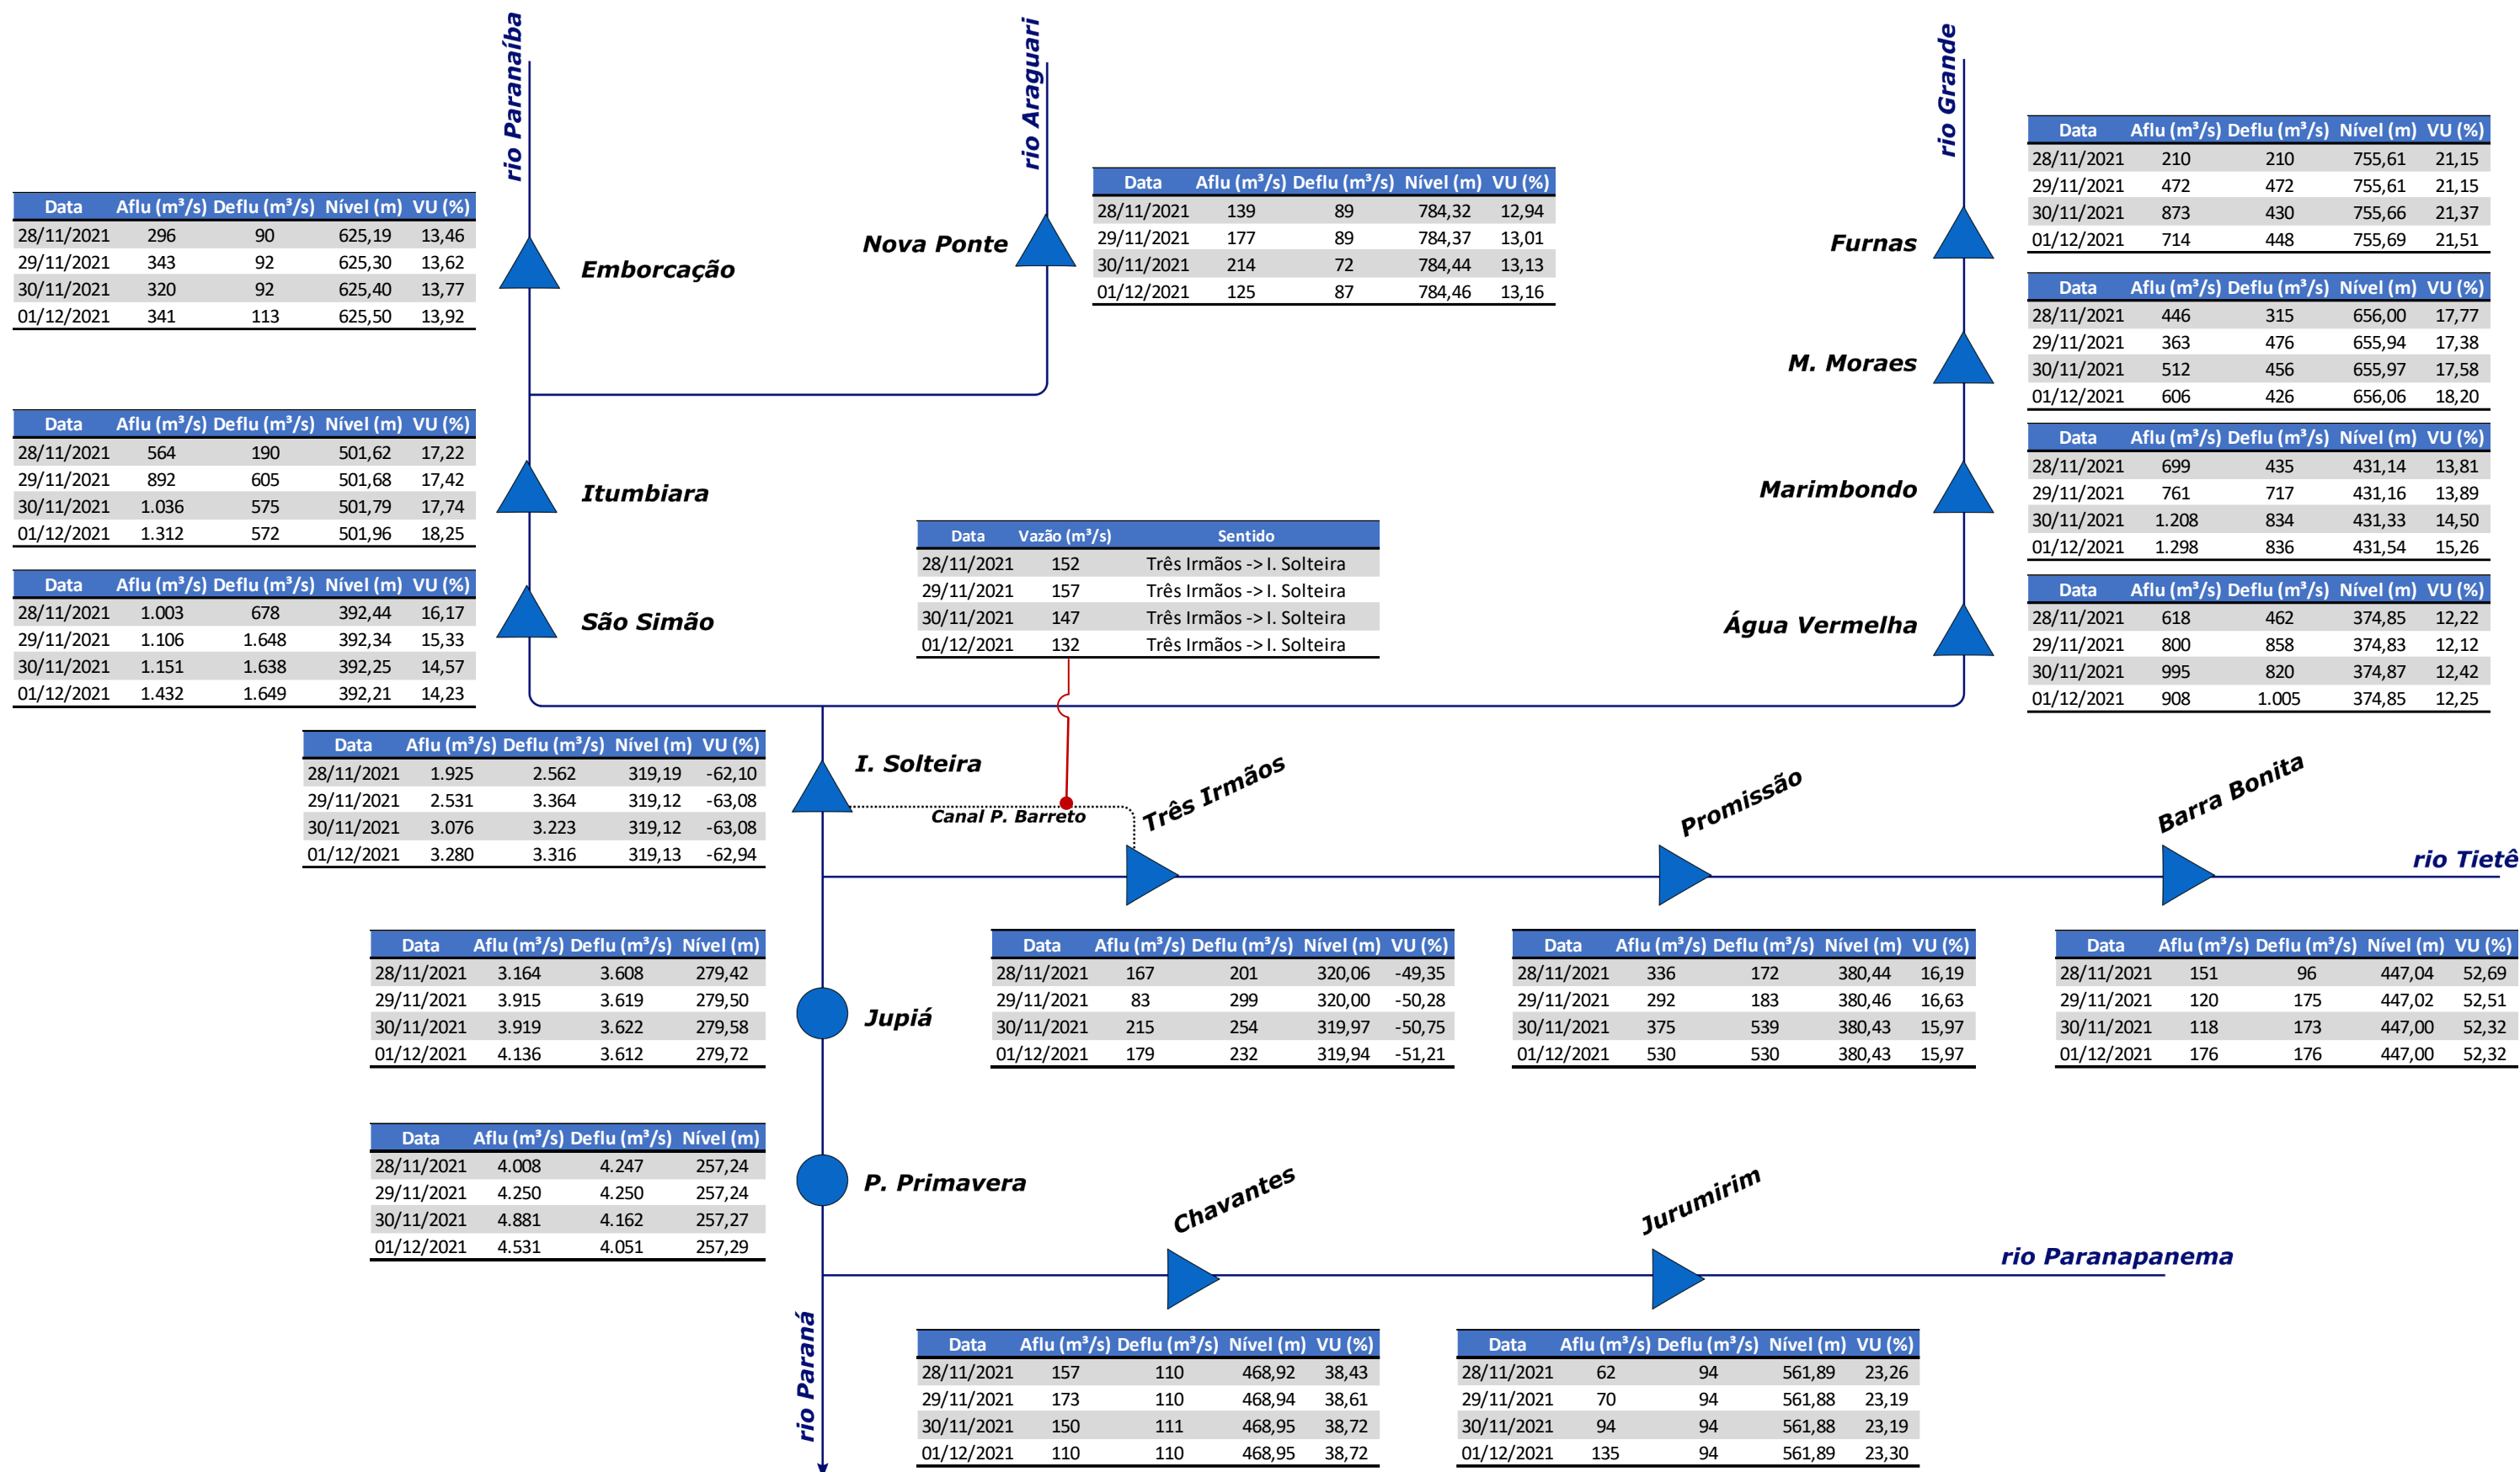 rio Paranaíba
rio Araguari
rio Grande
Data Aflu (m³/s) Deflu (m³/s) Nível (m) VU (%)
28/11/2021 296 90 625,19 13,46
29/11/2021 343 92 625,30 13,62
30/11/2021 320 92 625,40 13,77
01/12/2021 341 113 625,50 13,92
Emborcação
Nova Ponte
Data Aflu (m³/s) Deflu (m³/s) Nível (m) VU (%)
28/11/2021 139 89 784,32 12,94
29/11/2021 177 89 784,37 13,01
30/11/2021 214 72 784,44 13,13
01/12/2021 125 87 784,46 13,16
Furnas
Data Aflu (m³/s) Deflu (m³/s) Nível (m) VU (%)
28/11/2021 210 210 755,61 21,15
29/11/2021 472 472 755,61 21,15
30/11/2021 873 430 755,66 21,37
01/12/2021 714 448 755,69 21,51
M. Moraes
Data Aflu (m³/s) Deflu (m³/s) Nível (m) VU (%)
28/11/2021 446 315 656,00 17,77
29/11/2021 363 476 655,94 17,38
30/11/2021 512 456 655,97 17,58
01/12/2021 606 426 656,06 18,20
Data Aflu (m³/s) Deflu (m³/s) Nível (m) VU (%)
28/11/2021 564 190 501,62 17,22
29/11/2021 892 605 501,68 17,42
30/11/2021 1.036 575 501,79 17,74
01/12/2021 1.312 572 501,96 18,25
Itumbiara
Marimbondo
Data Aflu (m³/s) Deflu (m³/s) Nível (m) VU (%)
28/11/2021 699 435 431,14 13,81
29/11/2021 761 717 431,16 13,89
30/11/2021 1.208 834 431,33 14,50
01/12/2021 1.298 836 431,54 15,26
Data Aflu (m³/s) Deflu (m³/s) Nível (m) VU (%)
28/11/2021 1.003 678 392,44 16,17
29/11/2021 1.106 1.648 392,34 15,33
30/11/2021 1.151 1.638 392,25 14,57
01/12/2021 1.432 1.649 392,21 14,23
São Simão
Data Vazão (m³/s) Sentido
28/11/2021 152 Três Irmãos -> I. Solteira
29/11/2021 157 Três Irmãos -> I. Solteira
30/11/2021 147 Três Irmãos -> I. Solteira
01/12/2021 132 Três Irmãos -> I. Solteira
Água Vermelha
Data Aflu (m³/s) Deflu (m³/s) Nível (m) VU (%)
28/11/2021 618 462 374,85 12,22
29/11/2021 800 858 374,83 12,12
30/11/2021 995 820 374,87 12,42
01/12/2021 908 1.005 374,85 12,25
Data Aflu (m³/s) Deflu (m³/s) Nível (m) VU (%)
28/11/2021 1.925 2.562 319,19 -62,10
29/11/2021 2.531 3.364 319,12 -63,08
30/11/2021 3.076 3.223 319,12 -63,08
01/12/2021 3.280 3.316 319,13 -62,94
I. Solteira
Canal P. Barreto
Três Irmãos
Promissão
Barra Bonita
rio Tietê
Data Aflu (m³/s) Deflu (m³/s) Nível (m)
28/11/2021 3.164 3.608 279,42
29/11/2021 3.915 3.619 279,50
30/11/2021 3.919 3.622 279,58
01/12/2021 4.136 3.612 279,72
Jupiá
Data Aflu (m³/s) Deflu (m³/s) Nível (m) VU (%)
28/11/2021 167 201 320,06 -49,35
29/11/2021 83 299 320,00 -50,28
30/11/2021 215 254 319,97 -50,75
01/12/2021 179 232 319,94 -51,21
Data Aflu (m³/s) Deflu (m³/s) Nível (m) VU (%)
28/11/2021 336 172 380,44 16,19
29/11/2021 292 183 380,46 16,63
30/11/2021 375 539 380,43 15,97
01/12/2021 530 530 380,43 15,97
Data Aflu (m³/s) Deflu (m³/s) Nível (m) VU (%)
28/11/2021 151 96 447,04 52,69
29/11/2021 120 175 447,02 52,51
30/11/2021 118 173 447,00 52,32
01/12/2021 176 176 447,00 52,32
Data Aflu (m³/s) Deflu (m³/s) Nível (m)
28/11/2021 4.008 4.247 257,24
29/11/2021 4.250 4.250 257,24
30/11/2021 4.881 4.162 257,27
01/12/2021 4.531 4.051 257,29
P. Primavera
Chavantes
Jurumirim
rio Paranapanema
rio Paraná
Data Aflu (m³/s) Deflu (m³/s) Nível (m) VU (%)
28/11/2021 157 110 468,92 38,43
29/11/2021 173 110 468,94 38,61
30/11/2021 150 111 468,95 38,72
01/12/2021 110 110 468,95 38,72
Data Aflu (m³/s) Deflu (m³/s) Nível (m) VU (%)
28/11/2021 62 94 561,89 23,26
29/11/2021 70 94 561,88 23,19
30/11/2021 94 94 561,88 23,19
01/12/2021 135 94 561,89 23,30